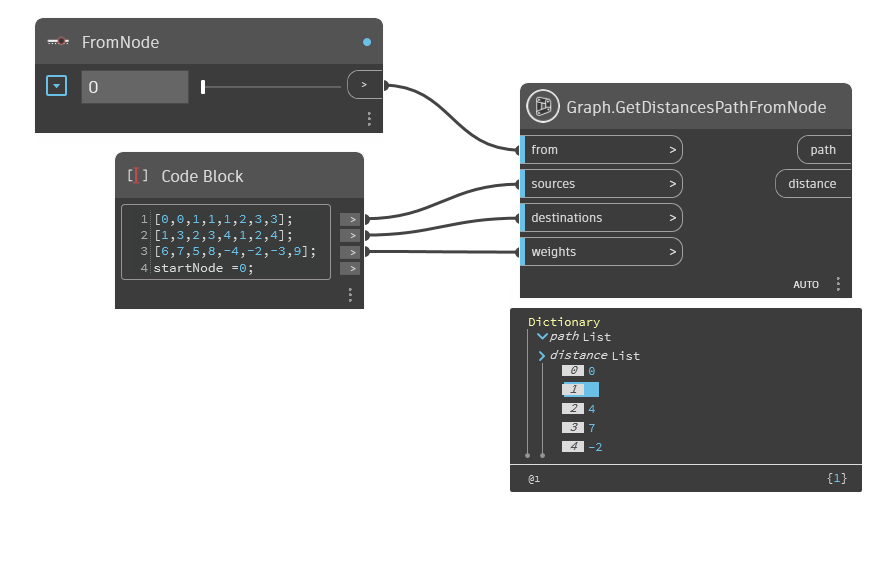 FromNode
0
>
Code Block
1 [0,0,1,1,1,2,3,3]; >
2 [1,3,2,3,4,1,2,4]; >
3 [6,7,5,8,-4,-2,-3,9]; >
4 startNode =0; >
Graph.GetDistancesPathFromNode
from > path
sources > distance
destinations >
weights >
AUTO
Dictionary
path List
distance List
0 0
1
2 4
3 7
4 -2
@1 {1}